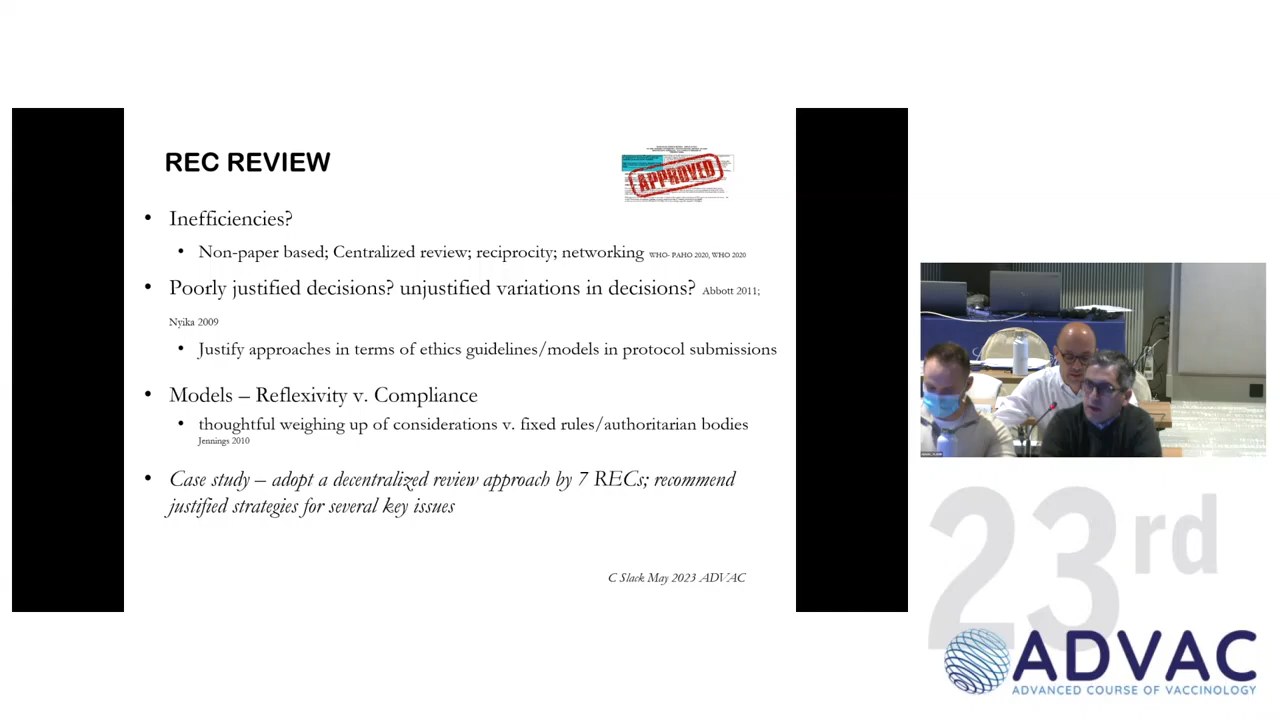 REC REVIEW
APPROVED
• Inefficiencies?
• Non-paper based; Centralized review; reciprocity; networking WHO- PAHO 2020, WHO 2020
• Poorly justified decisions? unjustified variations in decisions? Abbott 2011;
Nyika 2009
• Justify approaches in terms of ethics guidelines/models in protocol submissions
• Models – Reflexivity v. Compliance
• thoughtful weighing up of considerations v. fixed rules/authoritarian bodies
Jennings 2010
• Case study – adopt a decentralized review approach by 7 RECs; recommend
justified strategies for several key issues
C Slack May 2023 ADVAC
23rd
ADVAC
ADVANCED COURSE OF VACCINOLOGY